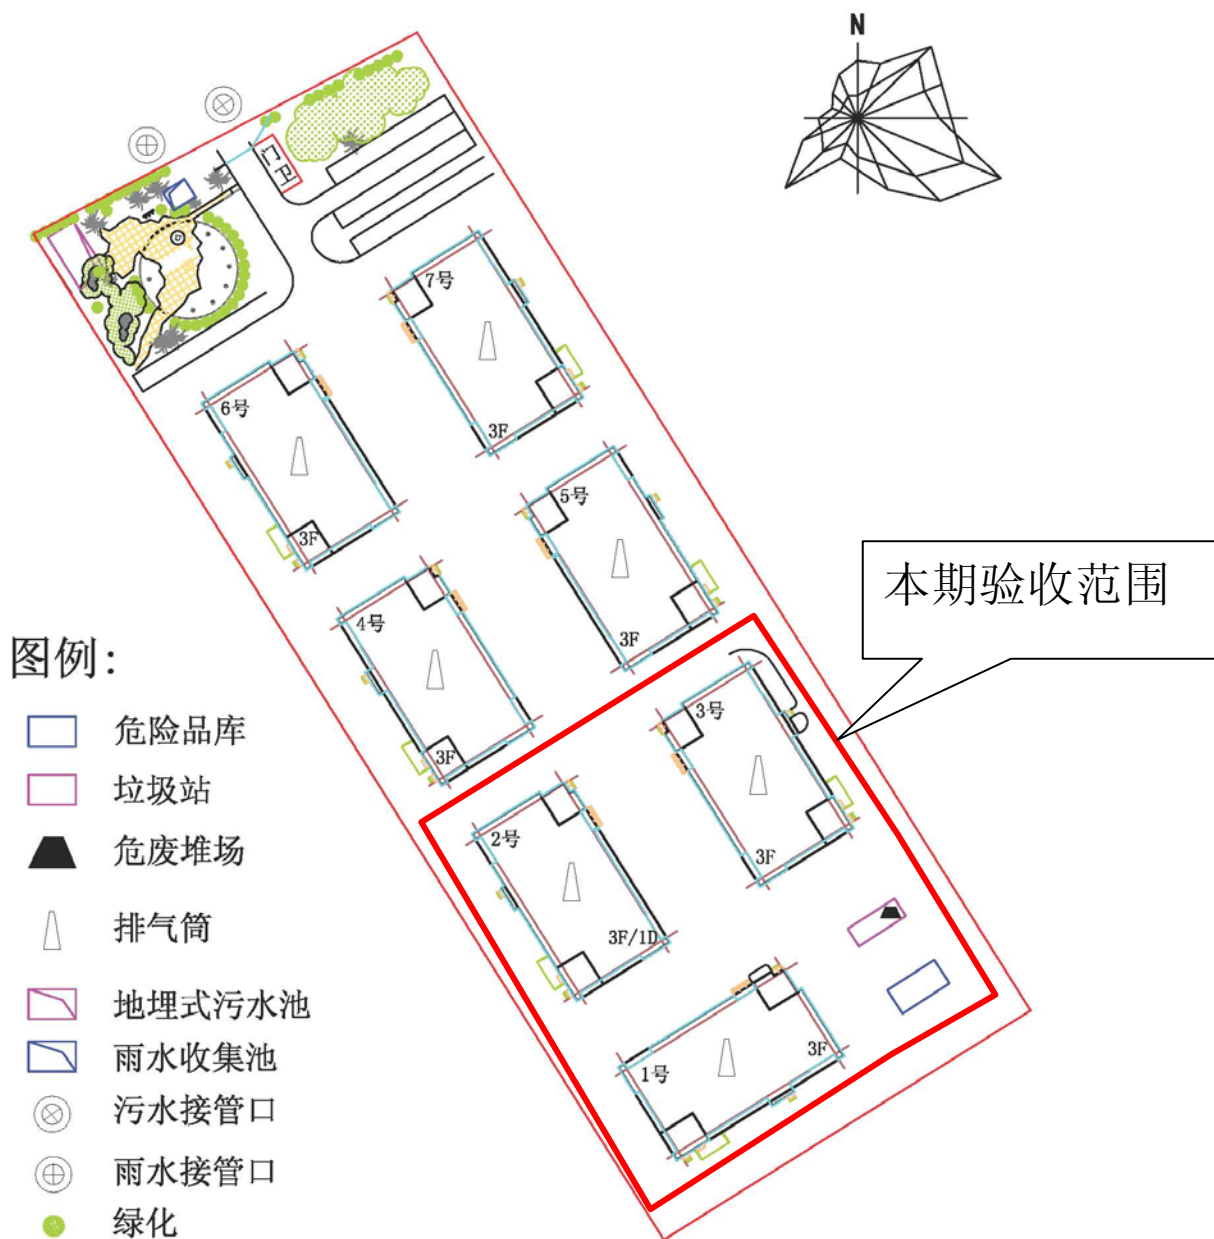 N
7号
3F
6号
3F
5号
3F
4号
3F
本期验收范围
3号
3F
2号
3F/1D
1号
3F
图例:
危险品库
垃圾站
危废堆场
排气筒
地埋式污水池
雨水收集池
污水接管口
雨水接管口
绿化